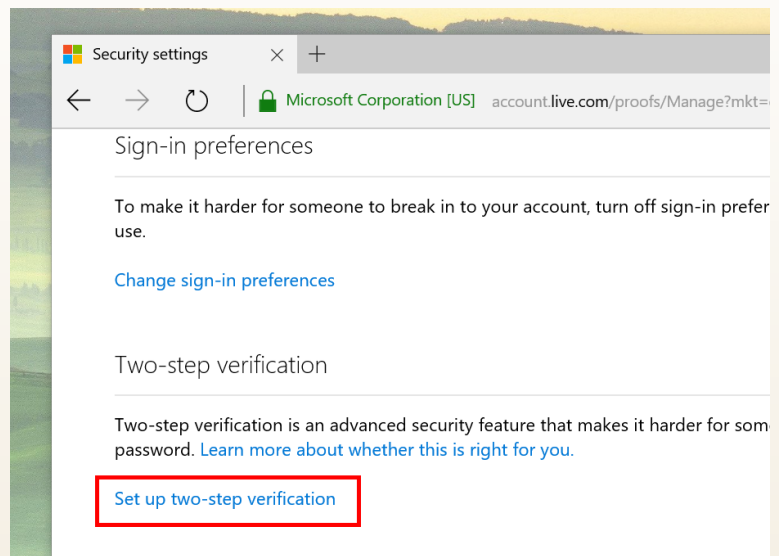 Security settings
Microsoft Corporation [US] account.live.com/proofs/Manage?mkt=
Sign-in preferences
To make it harder for someone to break in to your account, turn off sign-in prefer
use.
Change sign-in preferences
Two-step verification
Two-step verification is an advanced security feature that makes it harder for som
password. Learn more about whether this is right for you.
Set up two-step verification